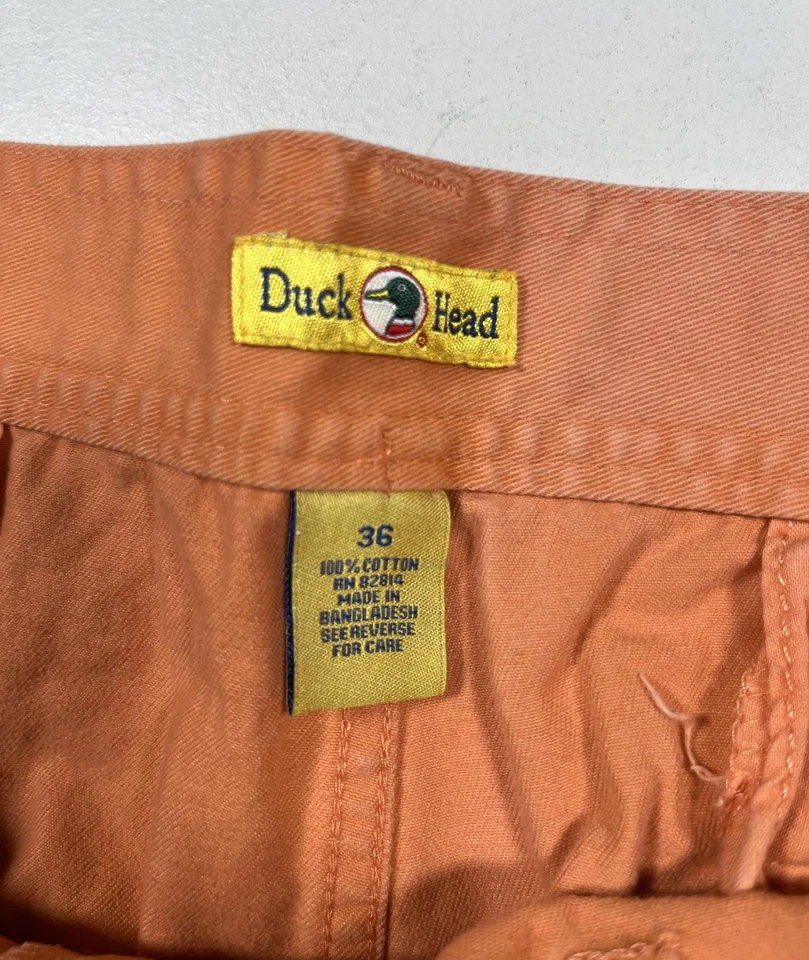 Duck Head
36
100% COTTON
RN 82814
MADE IN
BANGLADESH
SEE REVERSE
FOR CARE